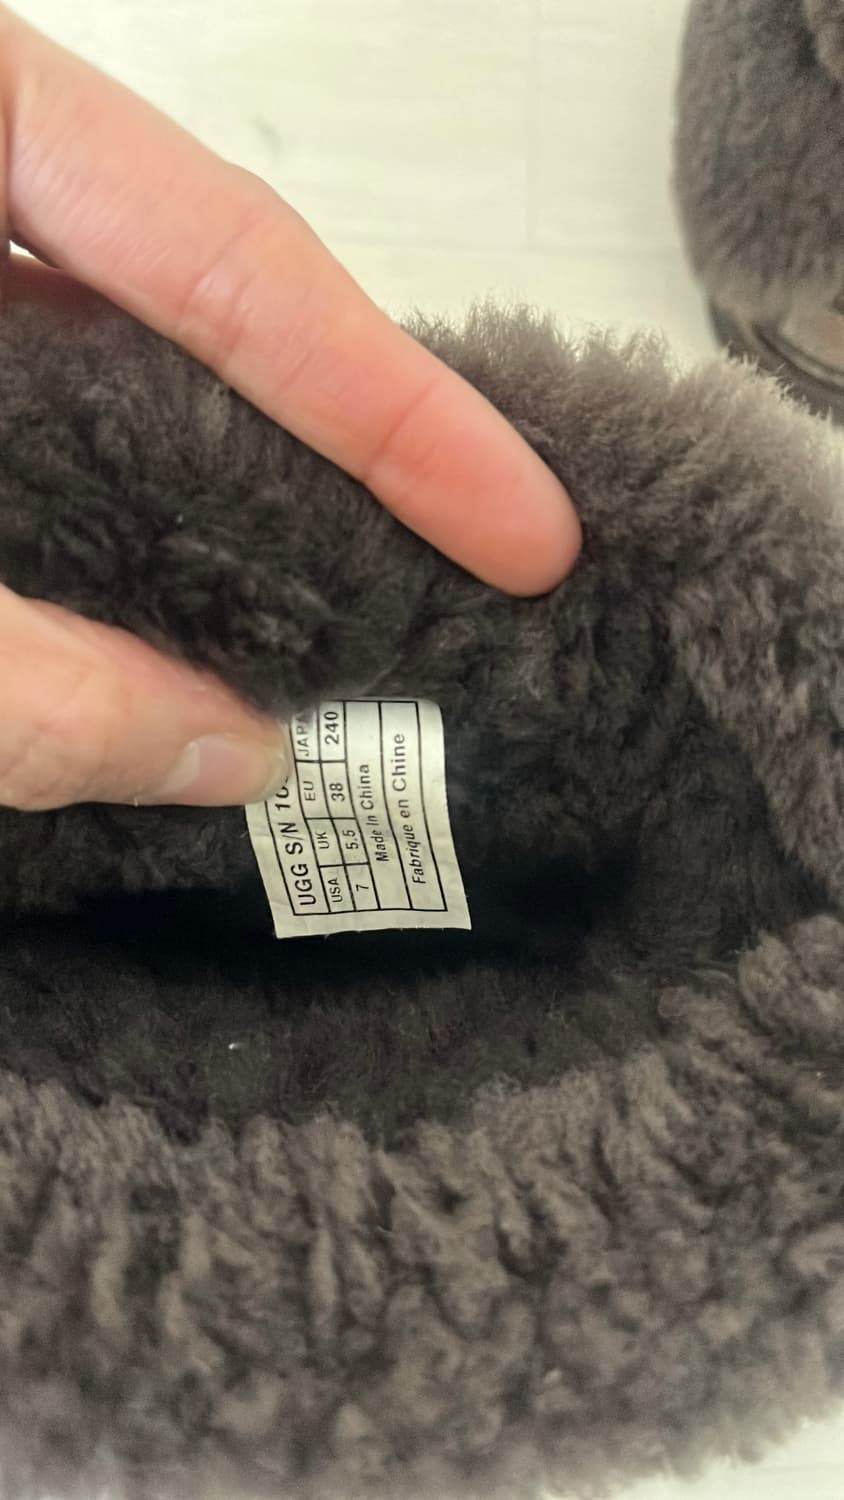 UGG S/N 10
USA UK EU JAPA
7 5.5 38 240
Made In China
Fabrique en Chine